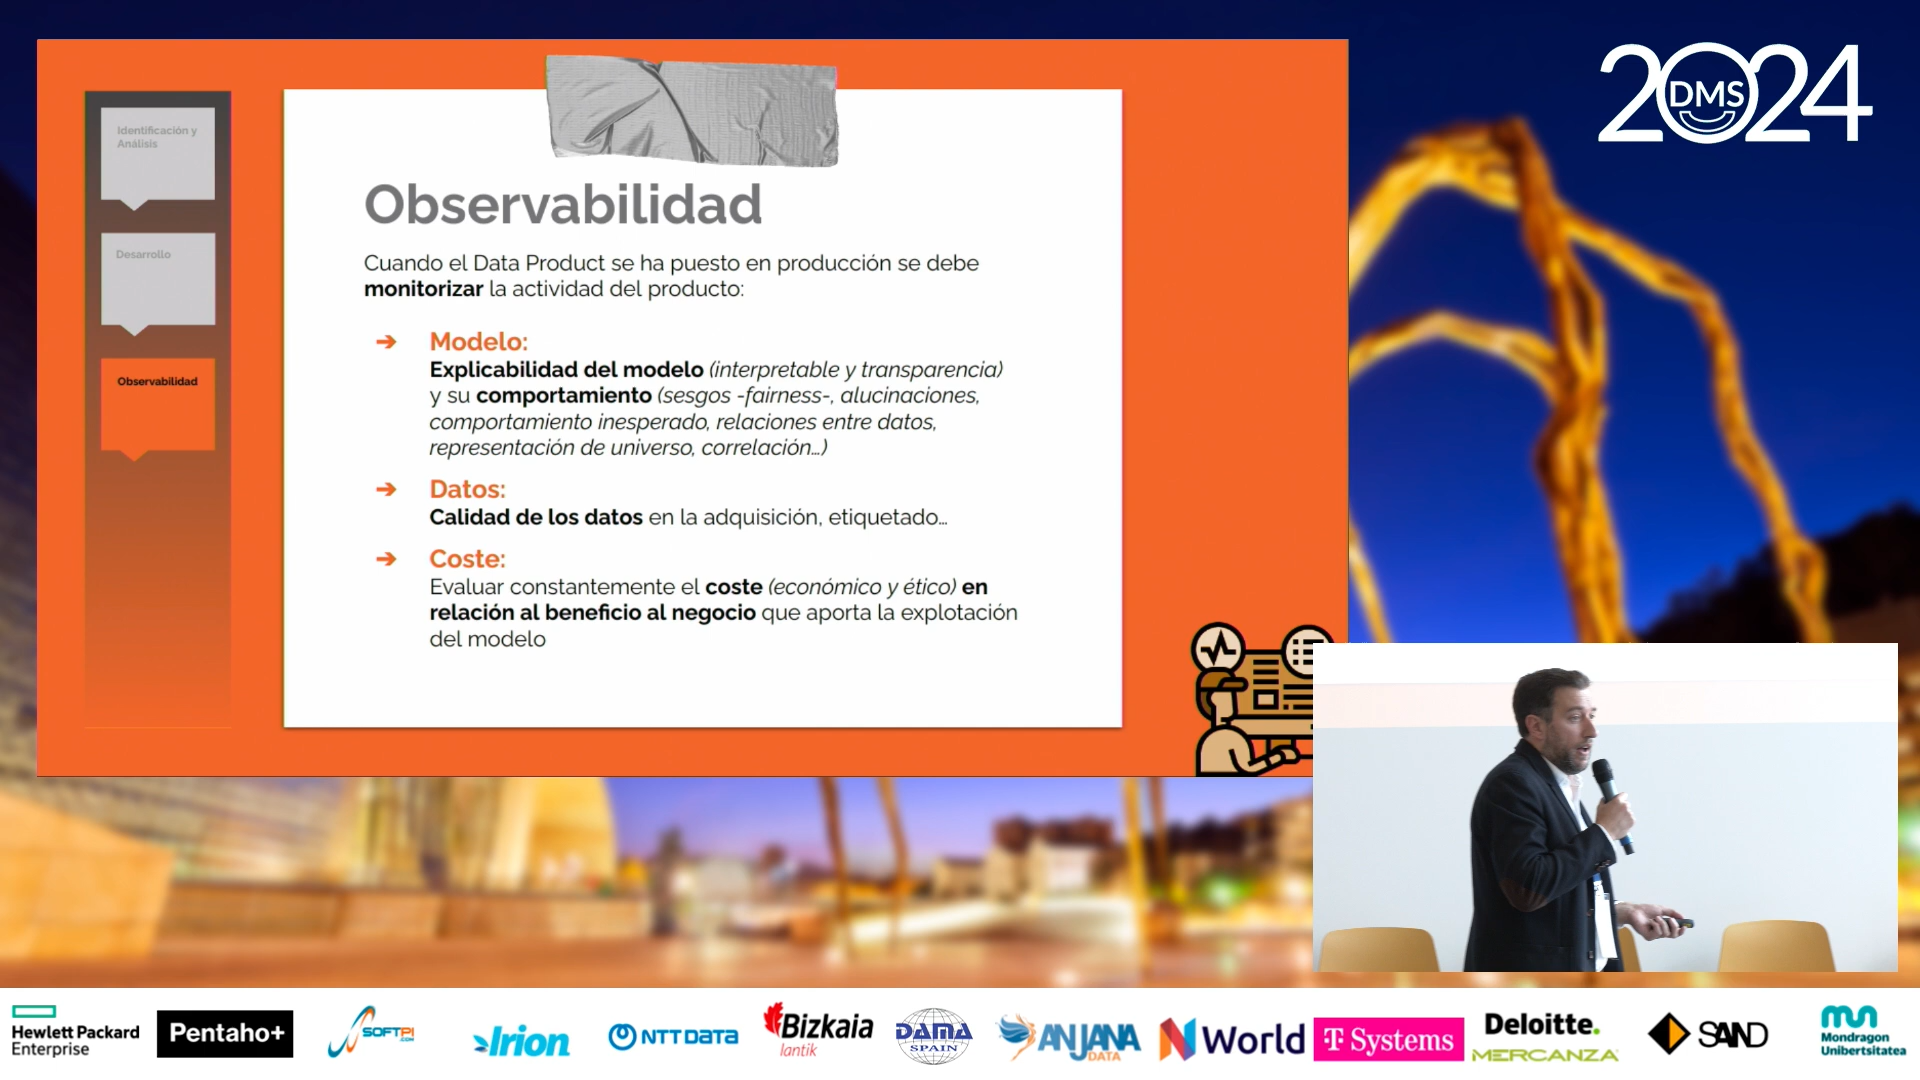 2024
DMS
Identificación y
Análisis
Desarrollo
Observabilidad
Observabilidad
Cuando el Data Product se ha puesto en producción se debe
monitorizar la actividad del producto:
➔ Modelo:
Explicabilidad del modelo (interpretable y transparencia)
y su comportamiento (sesgos -fairness-, alucinaciones,
comportamiento inesperado, relaciones entre datos,
representación de universo, correlación...)
➔ Datos:
Calidad de los datos en la adquisición, etiquetado...
➔ Coste:
Evaluar constantemente el coste (económico y ético) en
relación al beneficio al negocio que aporta la explotación
del modelo
Hewlett Packard
Enterprise
Pentaho+
SOFTPI
.COM
Irion
NTT DATA
Bizkaia
lantik
DAMA
SPAIN
ANJANA
DATA
N World
T Systems
Deloitte.
MERCANZA
SAND
Mondragon
Unibertsitatea